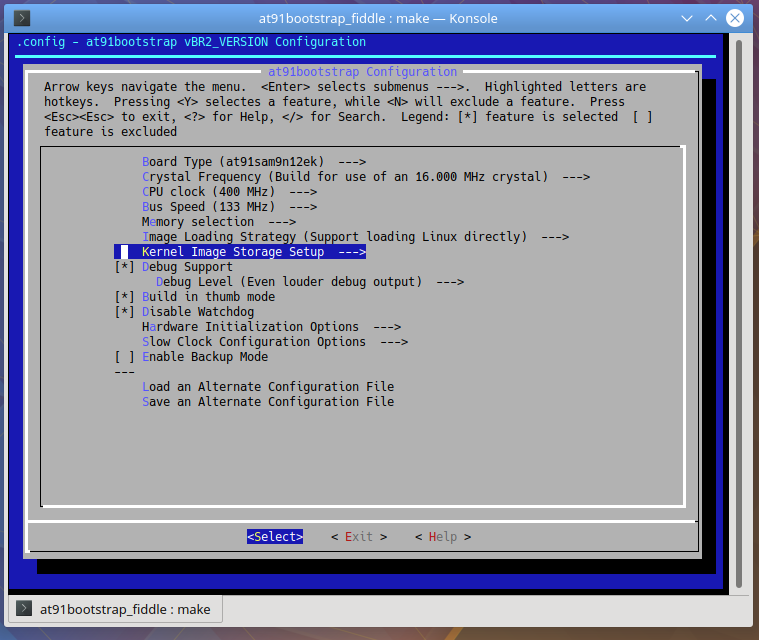 at91bootstrap_fiddle : make — Konsole
.config - at91bootstrap vBR2_VERSION Configuration
at91bootstrap Configuration
Arrow keys navigate the menu.  <Enter> selects submenus --->.  Highlighted letters are
hotkeys.  Pressing <Y> selectes a feature, while <N> will exclude a feature.  Press
<Esc><Esc> to exit, <?> for Help, </> for Search.  Legend: [*] feature is selected  [ ]
feature is excluded
Board Type (at91sam9n12ek)  --->
Crystal Frequency (Build for use of an 16.000 MHz crystal)  --->
CPU clock (400 MHz)  --->
Bus Speed (133 MHz)  --->
Memory selection  --->
Image Loading Strategy (Support loading Linux directly)  --->
Kernel Image Storage Setup  --->
[*] Debug Support
Debug Level (Even louder debug output)  --->
[*] Build in thumb mode
[*] Disable Watchdog
Hardware Initialization Options  --->
Slow Clock Configuration Options  --->
[ ] Enable Backup Mode
---
Load an Alternate Configuration File
Save an Alternate Configuration File
<Select>    < Exit >    < Help >
at91bootstrap_fiddle : make